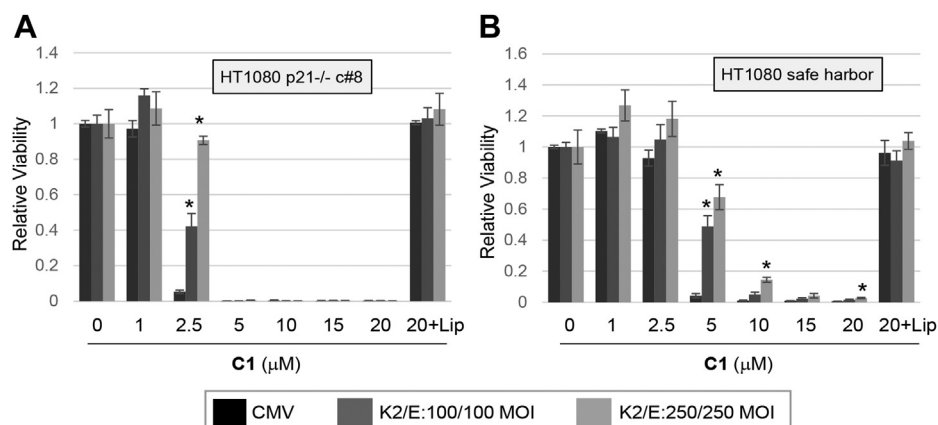 A
B
1.4
1.2
1
0.8
0.6
0.4
0.2
0
Relative Viability
HT1080 p21-/- c#8
*
*
0 1 2.5 5 10 15 20 20+Lip
C1 (μM)
1.6
1.4
1.2
1
0.8
0.6
0.4
0.2
0
Relative Viability
HT1080 safe harbor
*
*
*
*
0 1 2.5 5 10 15 20 20+Lip
C1 (μM)
CMV K2/E:100/100 MOI K2/E:250/250 MOI